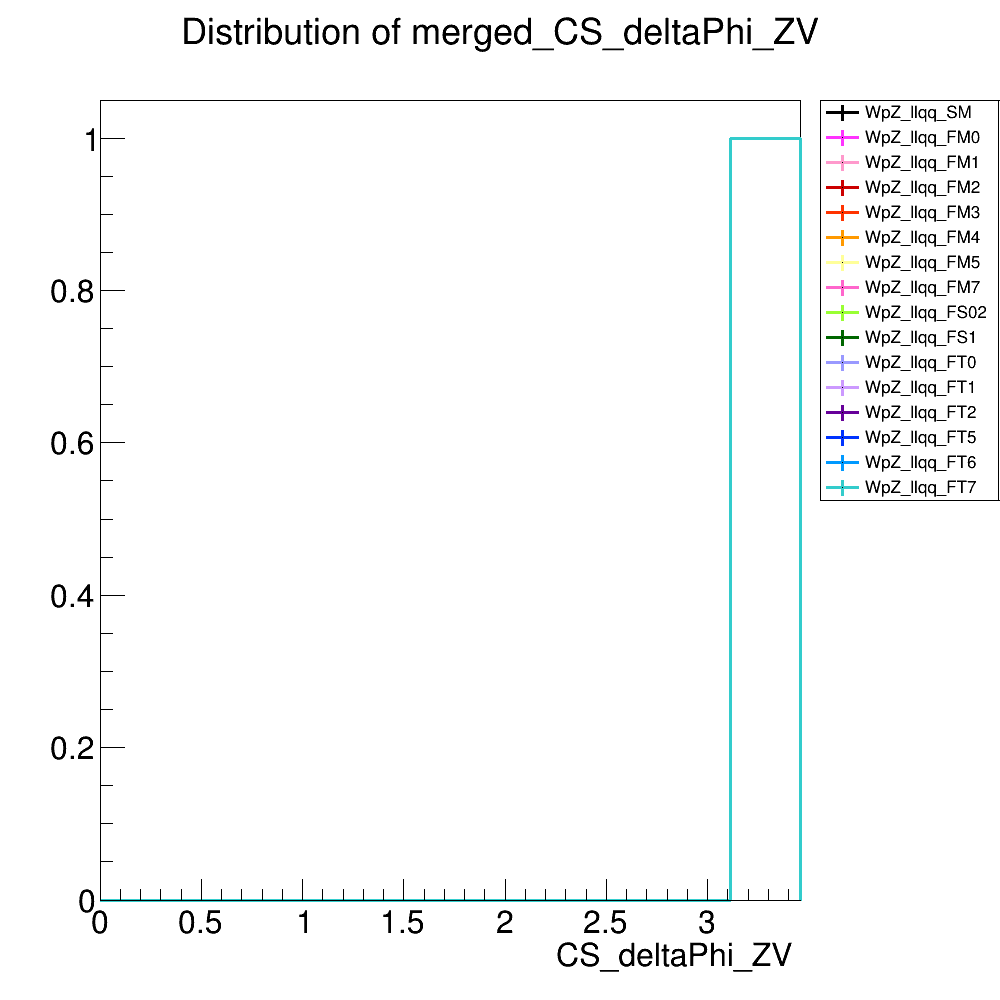 Distribution of merged_CS_deltaPhi_ZV
1
0.8
0.6
0.4
0.2
0
0 0.5 1 1.5 2 2.5 3
CS_deltaPhi_ZV
WpZ_llqq_SM
WpZ_llqq_FM0
WpZ_llqq_FM1
WpZ_llqq_FM2
WpZ_llqq_FM3
WpZ_llqq_FM4
WpZ_llqq_FM5
WpZ_llqq_FM7
WpZ_llqq_FS02
WpZ_llqq_FS1
WpZ_llqq_FT0
WpZ_llqq_FT1
WpZ_llqq_FT2
WpZ_llqq_FT5
WpZ_llqq_FT6
WpZ_llqq_FT7